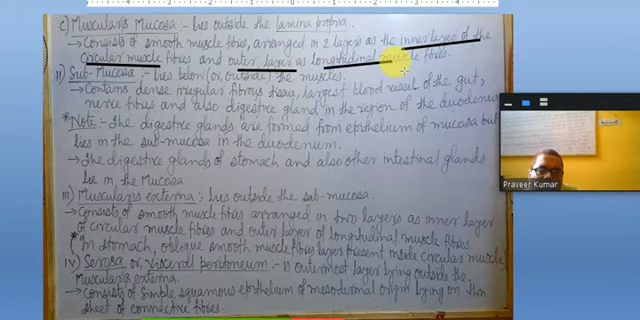 c) Muscularis Mucosa - lies outside the lamina propria.
→ Consists of smooth muscle fibres, arranged in 2 layers as the inner layer of the
circular muscle fibres and outer layer as longitudinal muscle fibres.
ii) Sub-Mucosa :- lies below (or, outside) the muscles.
→ Contains dense irregular fibrous tissue, largest blood vessel of the gut,
nerve fibres and also digestive gland in the region of the duodenum
* Note :- The digestive glands are formed from epithelium of mucosa but
lies in the sub-mucosa in the duodenum.
→ The digestive glands of stomach and also other intestinal glands
lie in the Mucosa
iii) Muscularis externa :- lies outside the sub-mucosa.
→ Consists of smooth muscle fibres arranged in two layers as inner layer
of circular muscle fibres and outer layer of longitudinal muscle fibres.
* In stomach, oblique smooth muscle fibres layer present inside circular muscle
iv) Serosa or, visceral peritoneum :- is outermost layer lying outside the
Muscularis externa.
→ Consists of simple squamous epithelium of mesodermal origin lying on thin
sheet of connective fibres.
Praveer Kumar